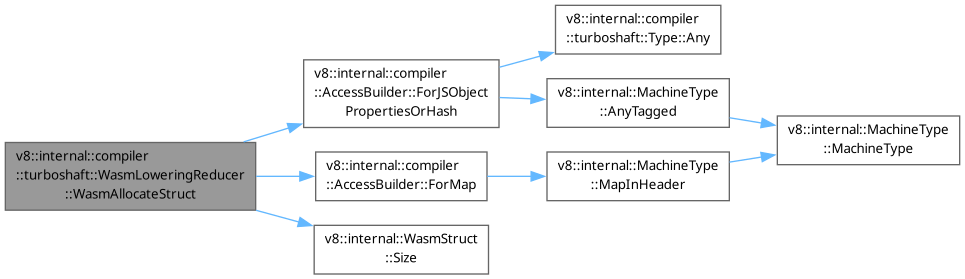 v8::internal::compiler
::turboshaft::WasmLoweringReducer
::WasmAllocateStruct
v8::internal::compiler
::AccessBuilder::ForJSObject
PropertiesOrHash
v8::internal::compiler
::turboshaft::Type::Any
v8::internal::MachineType
::AnyTagged
v8::internal::MachineType
::MachineType
v8::internal::compiler
::AccessBuilder::ForMap
v8::internal::MachineType
::MapInHeader
v8::internal::WasmStruct
::Size